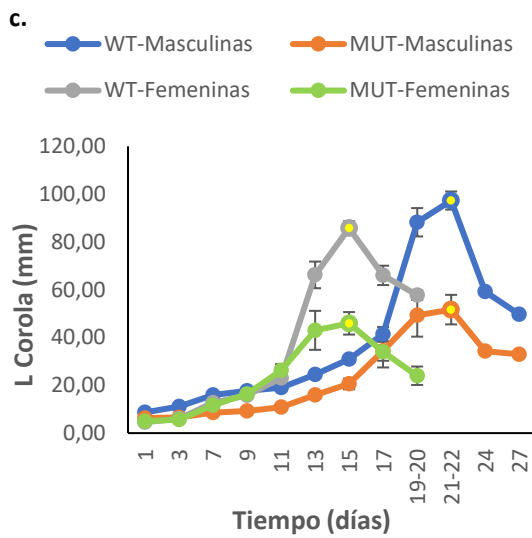 c.
WT-Masculinas MUT-Masculinas
WT-Femeninas MUT-Femeninas
120,00
100,00
80,00
60,00
40,00
20,00
0,00
L Corola (mm)
1 3 7 9 11 13 15 17 19-20 21-22 24 27
Tiempo (días)